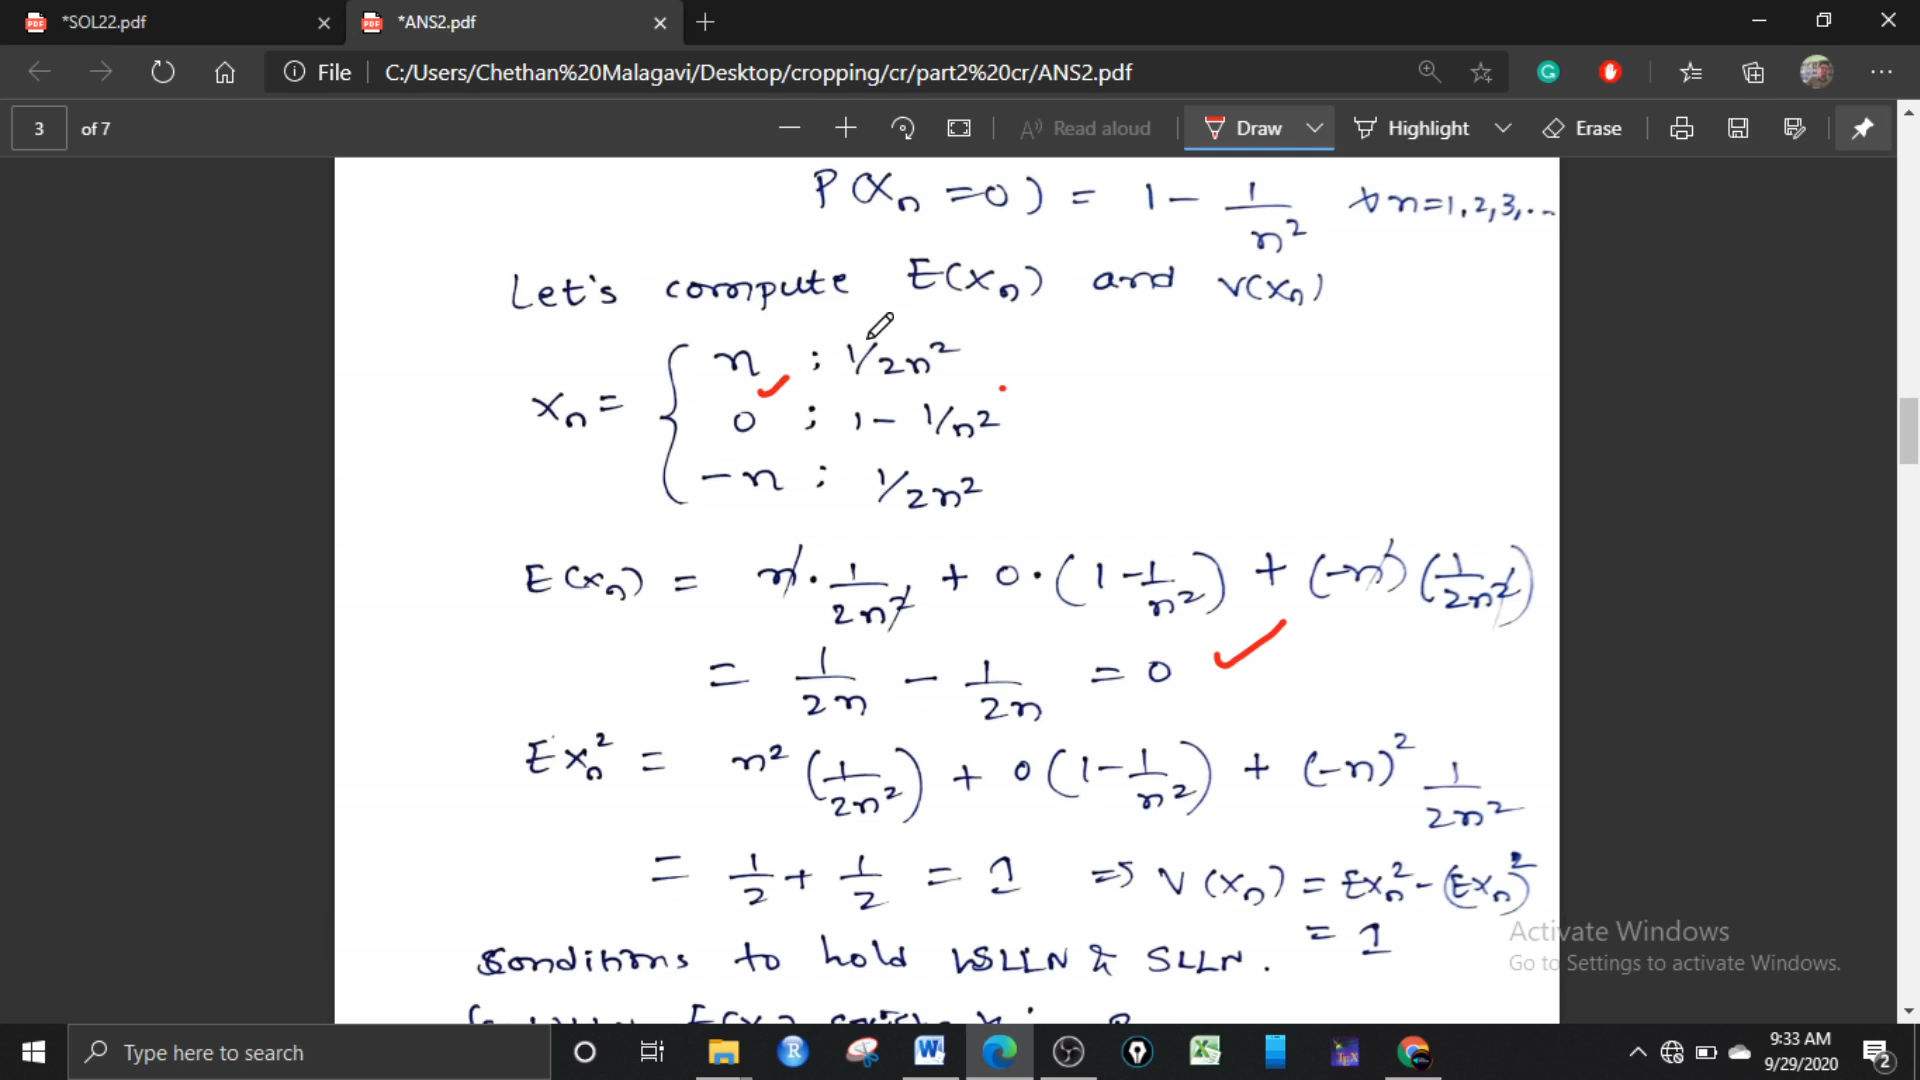 *SOL22.pdf
*ANS2.pdf
File
C:/Users/Chethan%20Malagavi/Desktop/cropping/cr/part2%20cr/ANS2.pdf
3 of 7
Read aloud
Draw
Highlight
Erase
P(Xn = 0) = 1 - 1/n² ∀ n=1,2,3,...
Let's compute E(Xn) and V(Xn)
Xn = { n ; 1/2n²
0 ; 1 - 1/n²
-n ; 1/2n²
E(Xn) = n · 1/2n² + 0 · (1 - 1/n²) + (-n) (1/2n²)
= 1/2n - 1/2n = 0
EXn² = n² (1/2n²) + 0 (1 - 1/n²) + (-n)² 1/2n²
= 1/2 + 1/2 = 1 ⇒ V(Xn) = EXn² - (EXn)²
= 1
Conditions to hold WLLN & SLLN.
Activate Windows
Go to Settings to activate Windows.
Type here to search
9:33 AM
9/29/2020
2